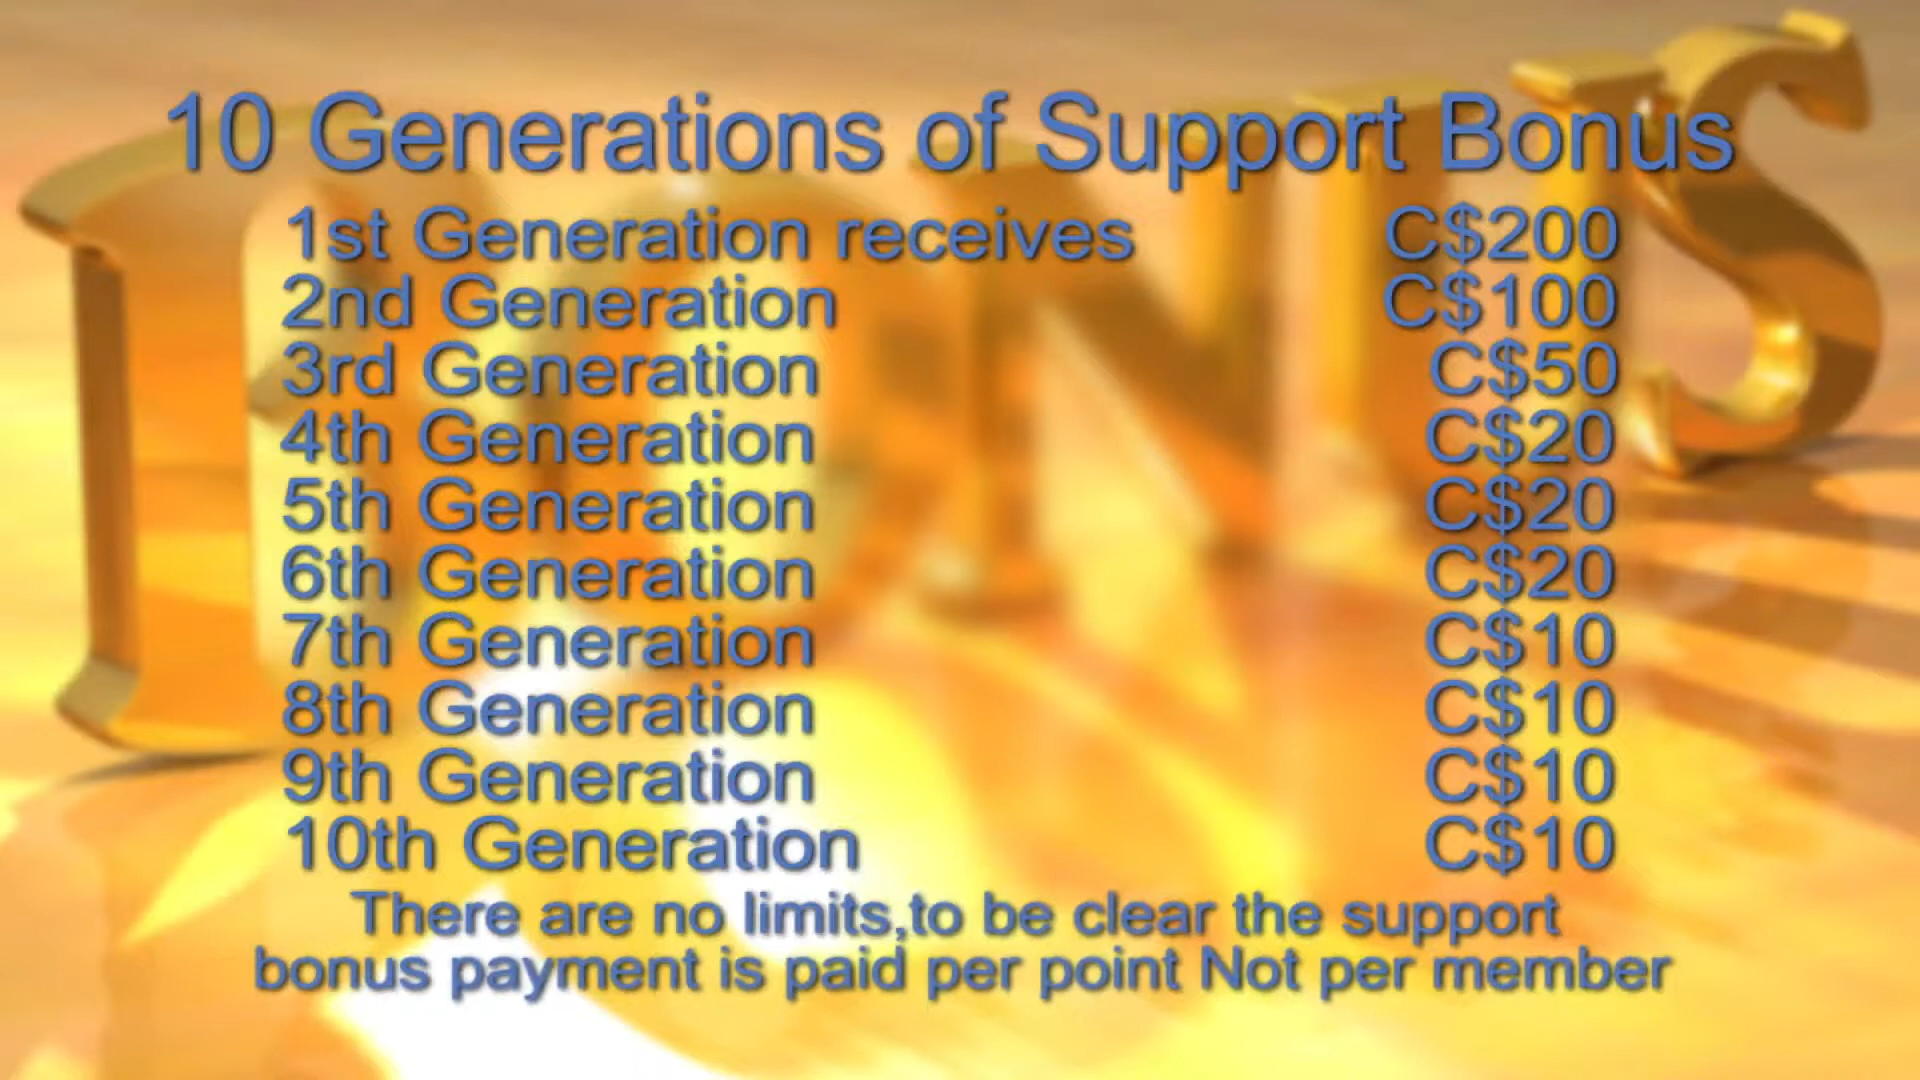 10 Generations of Support Bonus
1st Generation receives C$200
2nd Generation C$100
3rd Generation C$50
4th Generation C$20
5th Generation C$20
6th Generation C$20
7th Generation C$10
8th Generation C$10
9th Generation C$10
10th Generation C$10
There are no limits,to be clear the support
bonus payment is paid per point Not per member
BONUS